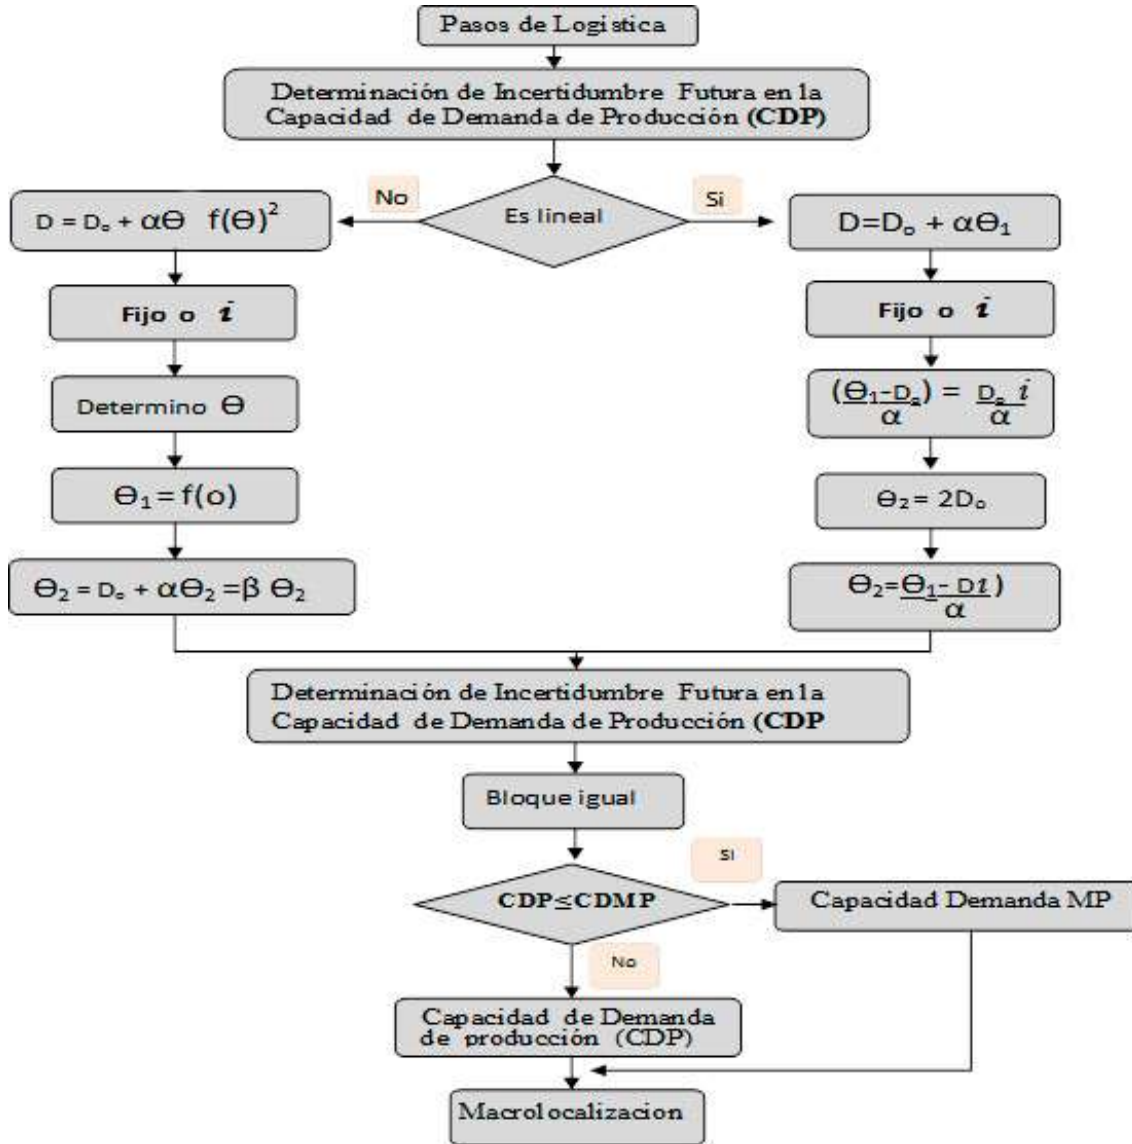 Pasos de Logística
Determinación de Incertidumbre Futura en la
Capacidad de Demanda de Producción (CDP)
Es lineal
No
Si
D = Dₒ + αΘ f(Θ)²
Fijo o i
Determino Θ
Θ₁ = f(o)
Θ₂ = Dₒ + αΘ₂ =β Θ₂
D=Dₒ + αΘ₁
Fijo o i
(Θ₁-Dₒ) = Dₒ i
α α
Θ₂ = 2Dₒ
Θ₂=Θ₁- Di)
α
Determinación de Incertidumbre Futura en la
Capacidad de Demanda de Producción (CDP
Bloque igual
CDP≤CDMP
SI
Capacidad Demanda MP
No
Capacidad de Demanda
de producción (CDP)
Macrolocalizacion